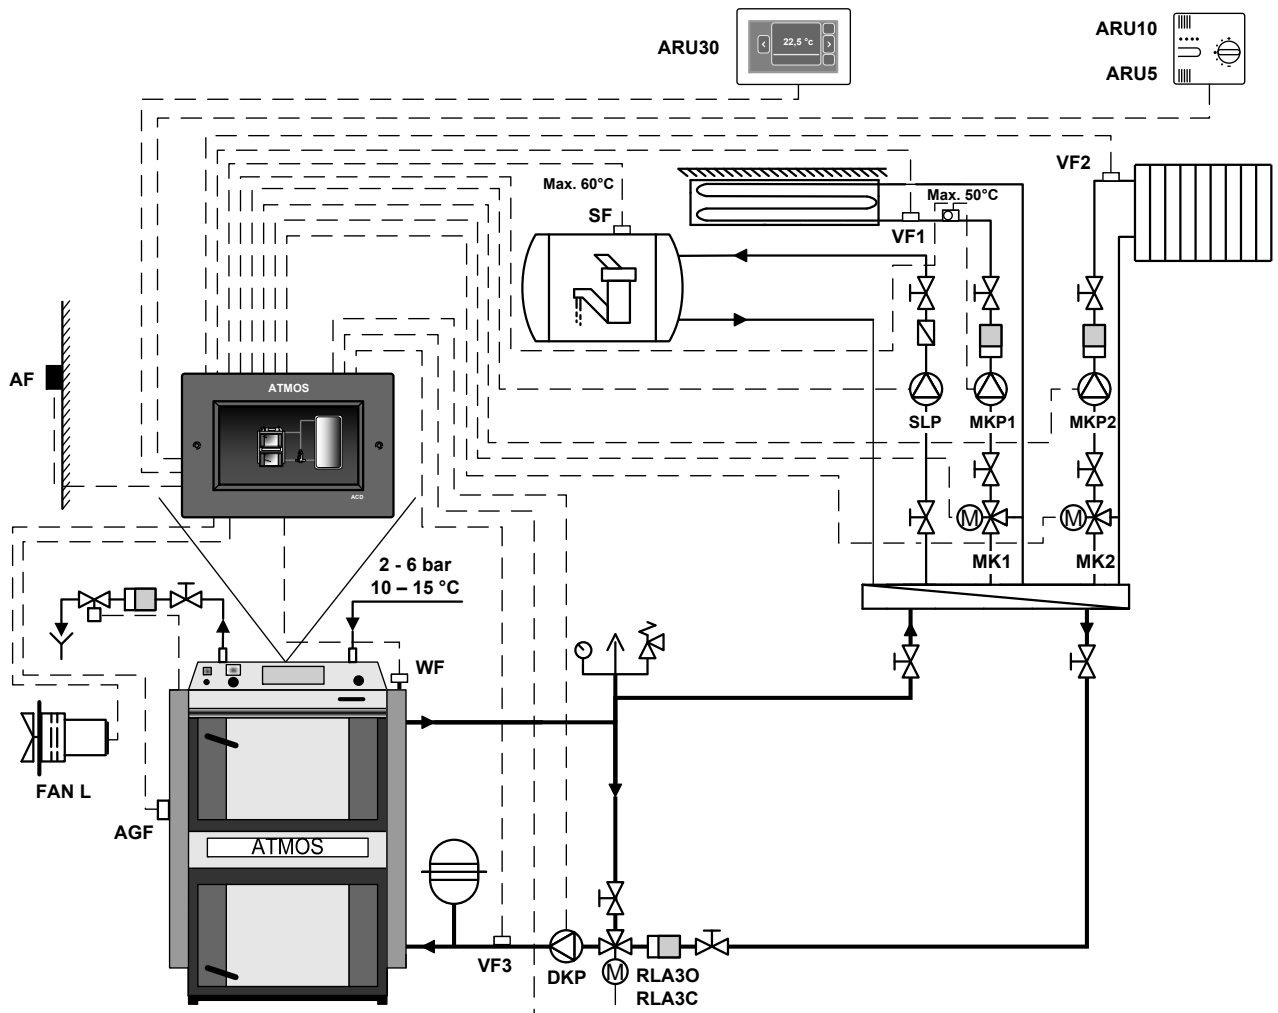 ARU30
22,5 °c
ARU10
ARU5
VF2
Max. 60°C
SF
Max. 50°C
VF1
AF
ATMOS
ACD
SLP
MKP1
MKP2
M
M
MK1
MK2
2 - 6 bar
10 – 15 °C
WF
FAN L
AGF
ATMOS
VF3
DKP
M
RLA3O
RLA3C